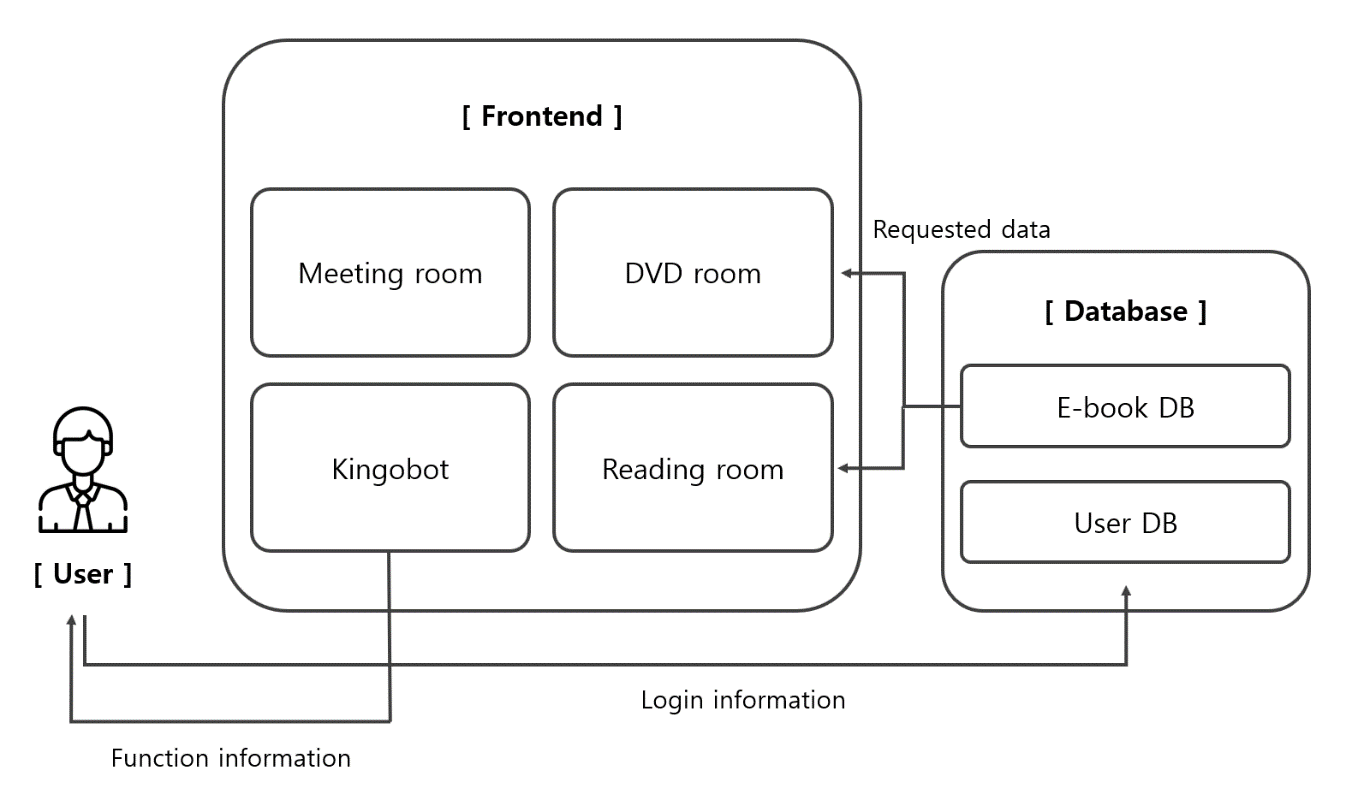 [ Frontend ]
Meeting room
DVD room
Requested data
[ Database ]
E-book DB
Kingobot
Reading room
User DB
[ User ]
Login information
Function information